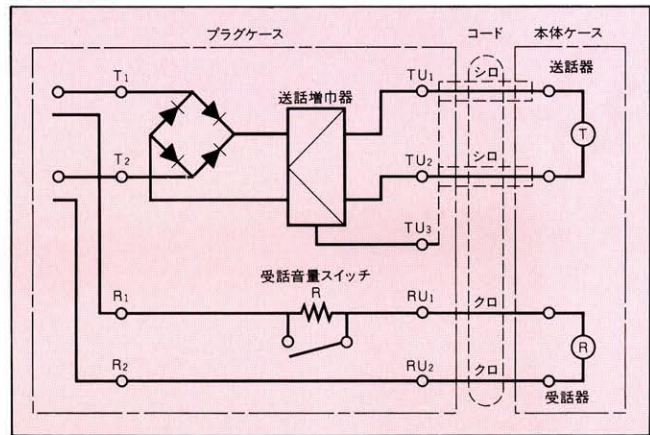 プラグケース
コード
本体ケース
T1
シロ
送話器
送話増巾器
TU1
T
T2
シロ
TU2
TU3
受話音量スイッチ
R1
R
RU1
クロ
R
R2
RU2
クロ
受話器